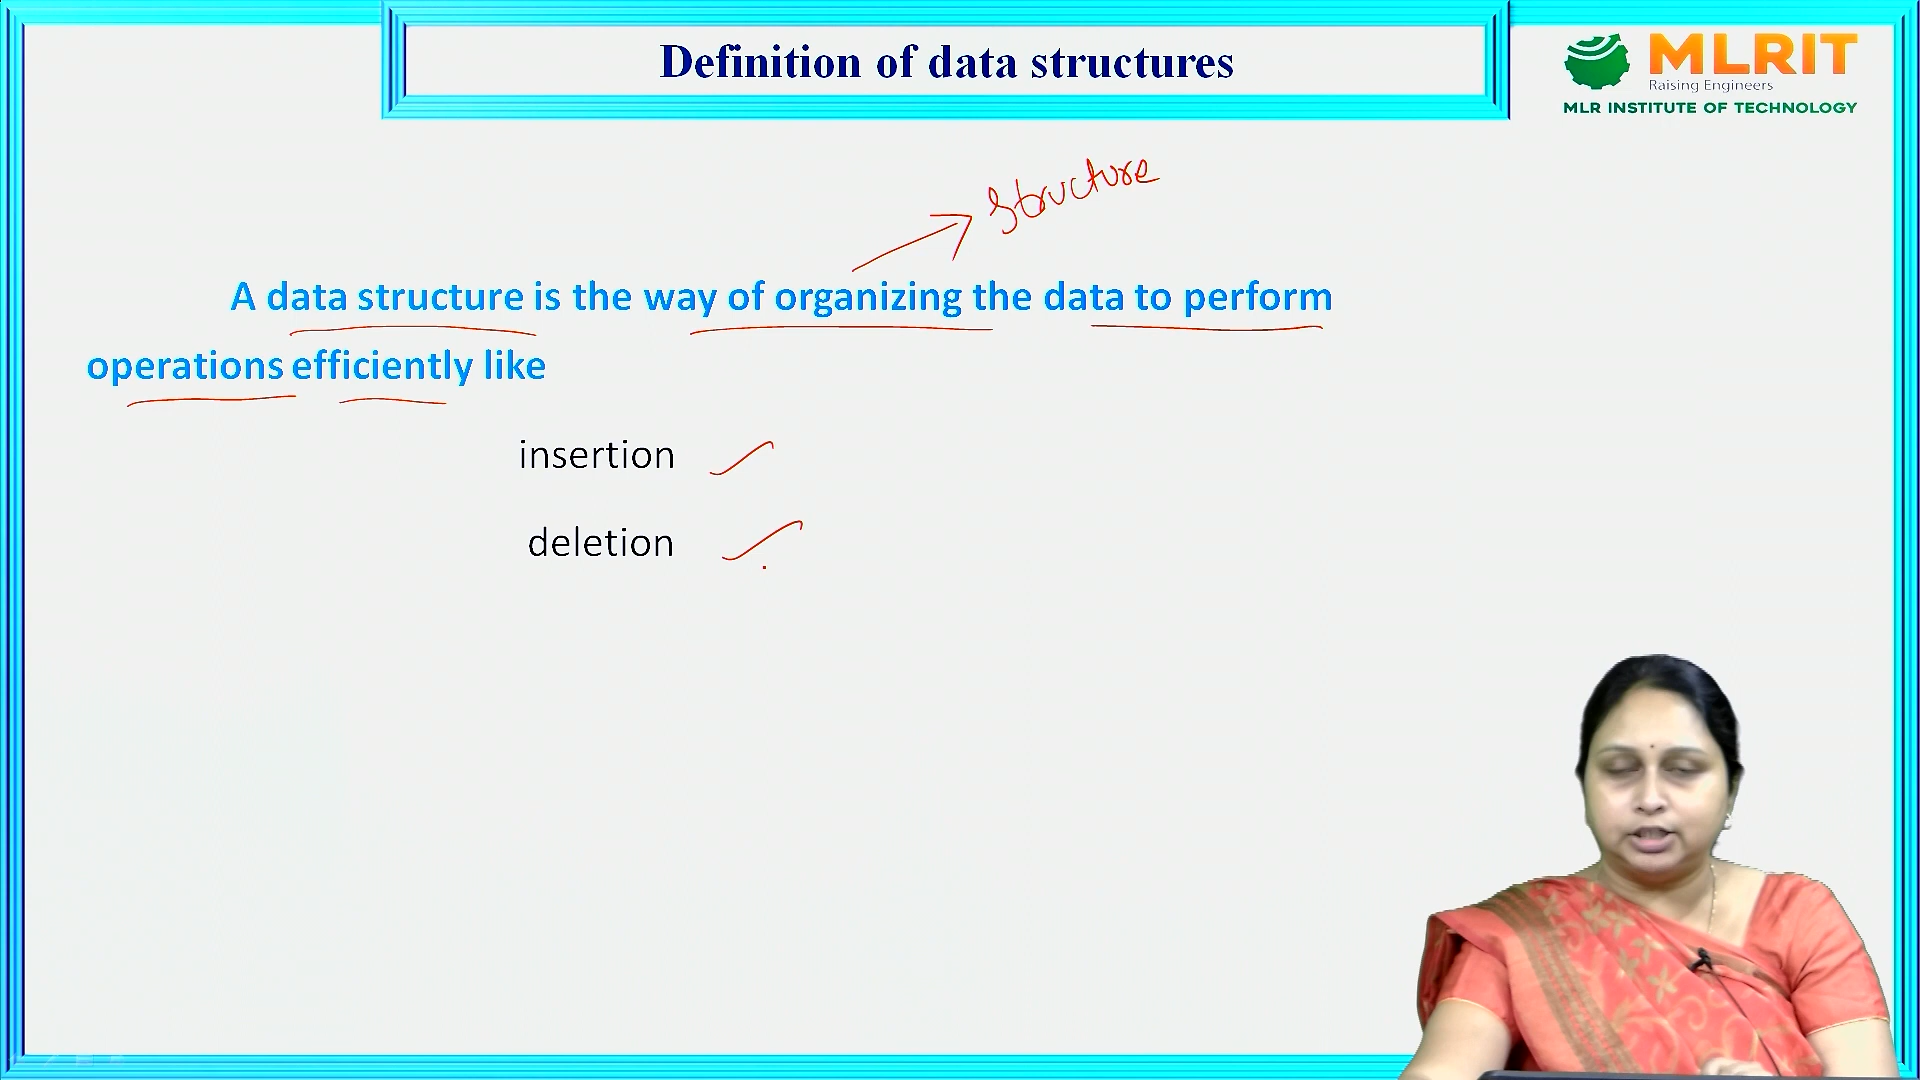 Definition of data structures
MLRIT
Raising Engineers
MLR INSTITUTE OF TECHNOLOGY
Structure
A data structure is the way of organizing the data to perform
operations efficiently like
insertion
deletion